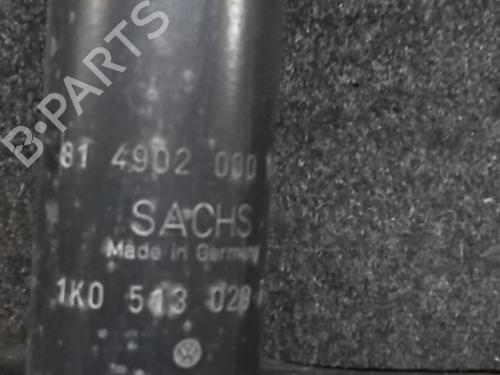 B-PARTS
81 4902 000
SACHS
Made in Germany
1K0 513 029